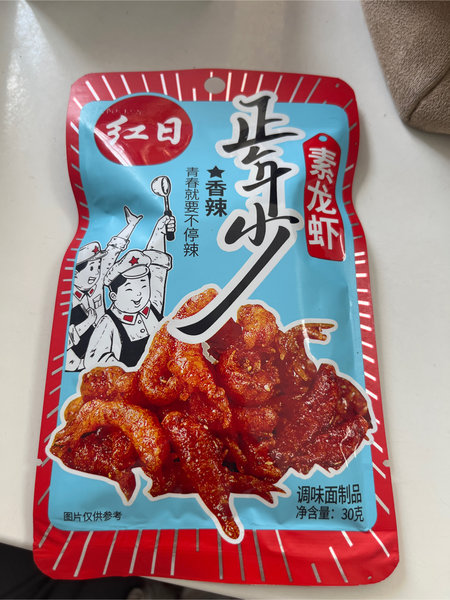 红日
正年少
素龙虾
★香辣
青春就要不停辣
调味面制品
净含量：30克
图片仅供参考